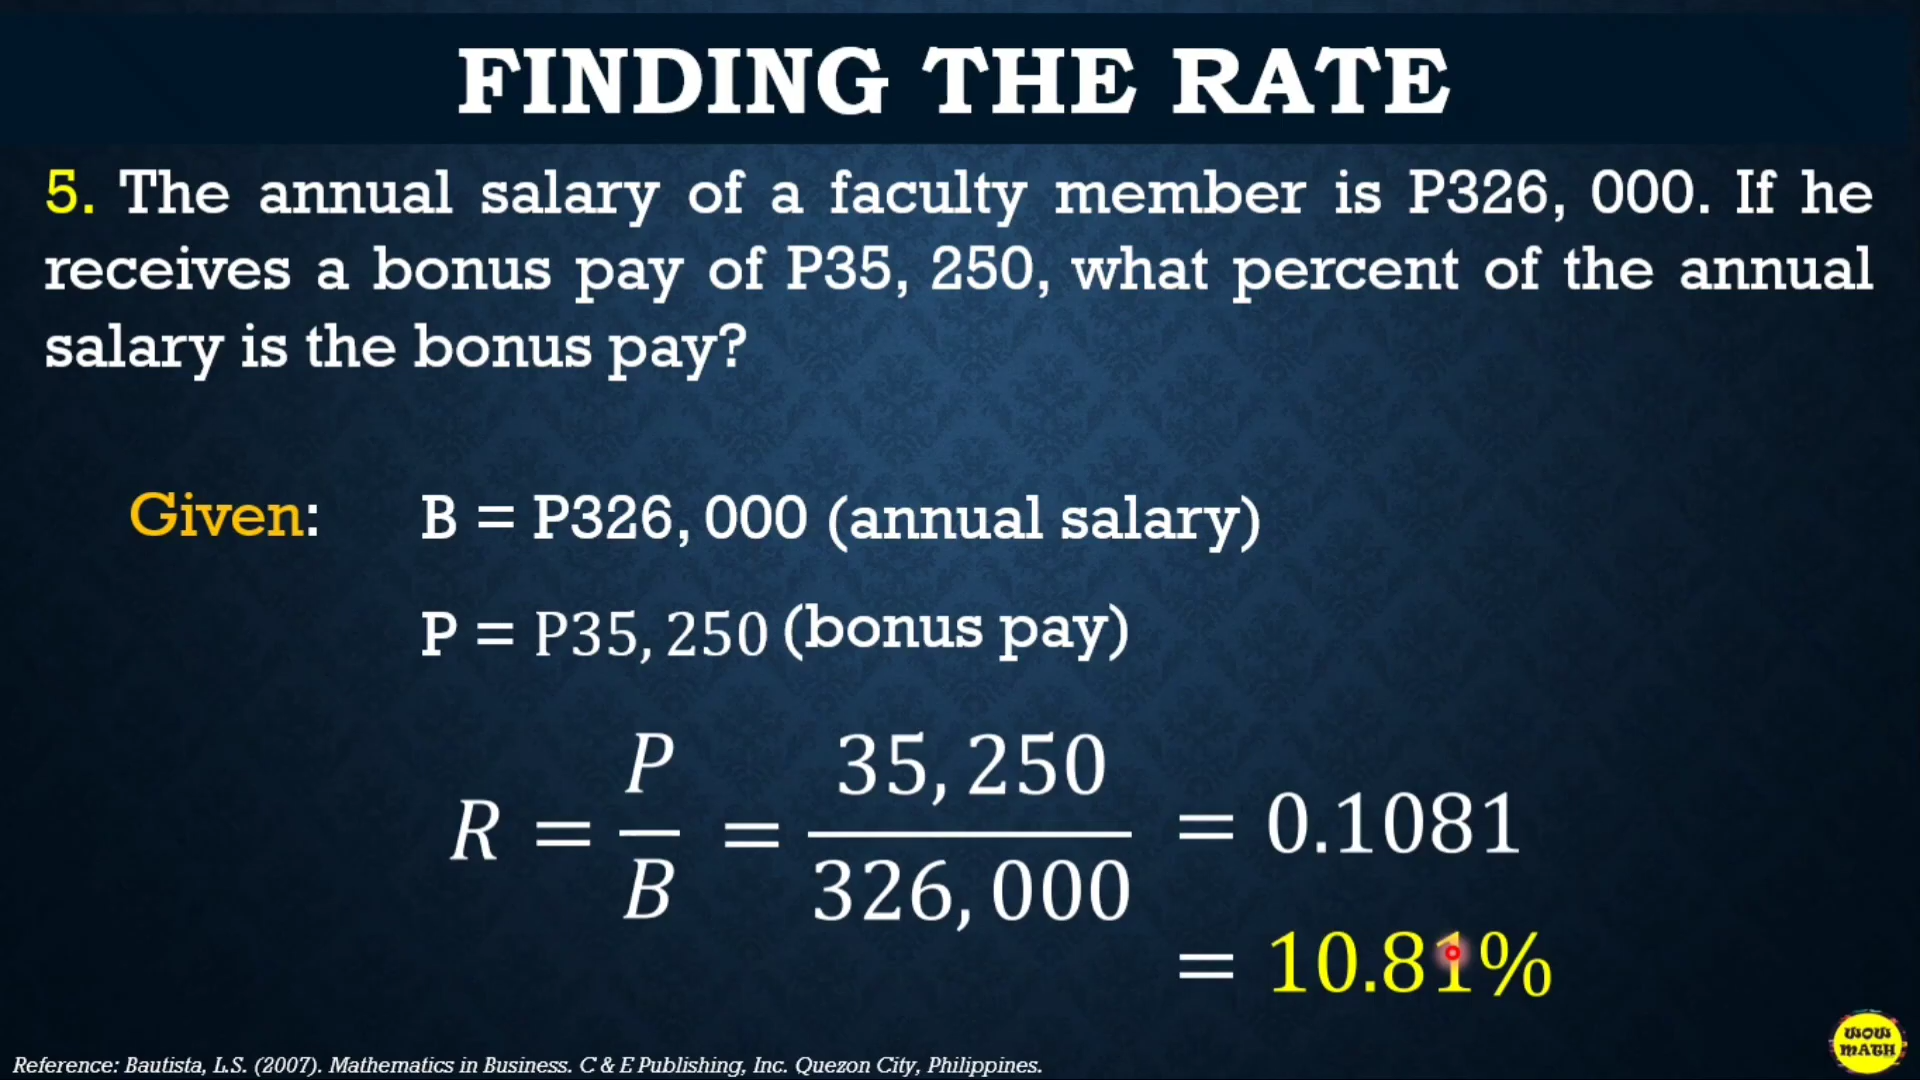 FINDING THE RATE
5. The annual salary of a faculty member is P326, 000. If he
receives a bonus pay of P35, 250, what percent of the annual
salary is the bonus pay?
Given: B = P326, 000 (annual salary)
P = P35, 250 (bonus pay)
R = P/B = 35, 250/326, 000 = 0.1081
= 10.81%
WOW
MATH
Reference: Bautista, L.S. (2007). Mathematics in Business. C & E Publishing, Inc. Quezon City, Philippines.